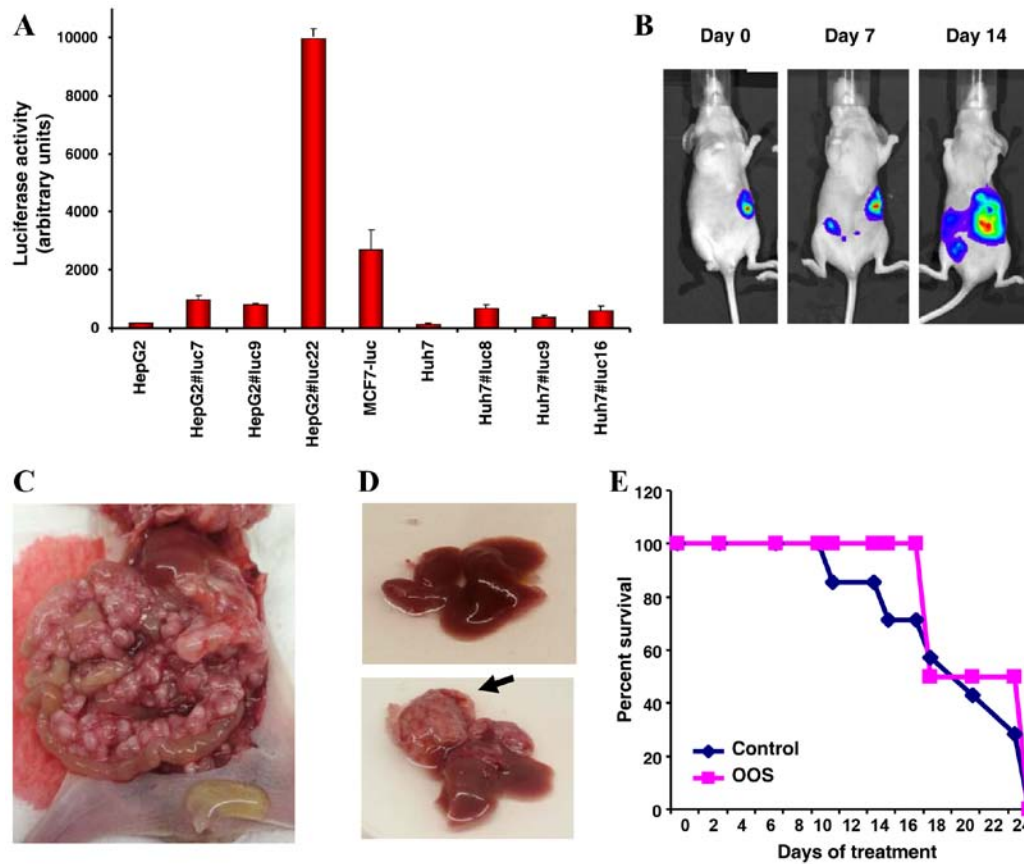 A
10000
8000
6000
4000
2000
0
Luciferase activity
(arbitrary units)
HepG2
HepG2#luc7
HepG2#luc9
HepG2#luc22
MCF7-luc
Huh7
Huh7#luc8
Huh7#luc9
Huh7#luc16
B
Day 0
Day 7
Day 14
C
D
E
120
100
80
60
40
20
0
Percent survival
Control
OOS
0 2 4 6 8 10 12 14 16 18 20 22 24
Days of treatment